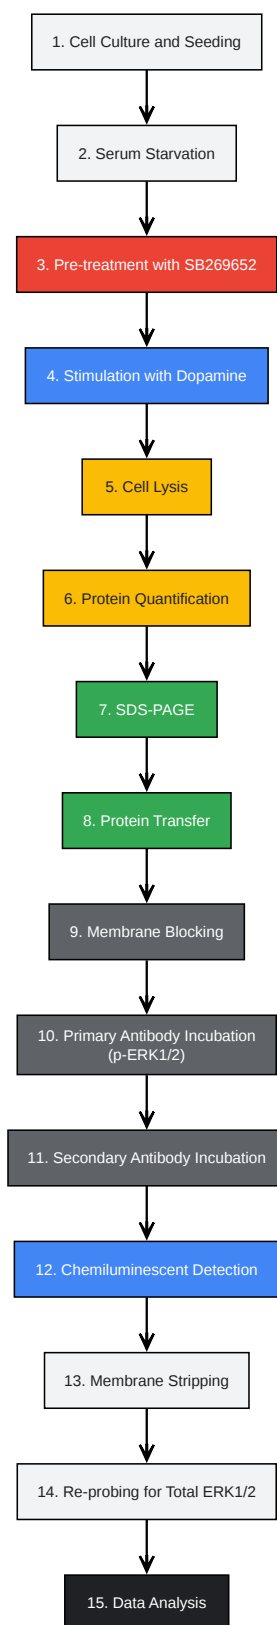 1. Cell Culture and Seeding
2. Serum Starvation
3. Pre-treatment with SB269652
4. Stimulation with Dopamine
5. Cell Lysis
6. Protein Quantification
7. SDS-PAGE
8. Protein Transfer
9. Membrane Blocking
10. Primary Antibody Incubation
(p-ERK1/2)
11. Secondary Antibody Incubation
12. Chemiluminescent Detection
13. Membrane Stripping
14. Re-probing for Total ERK1/2
15. Data Analysis